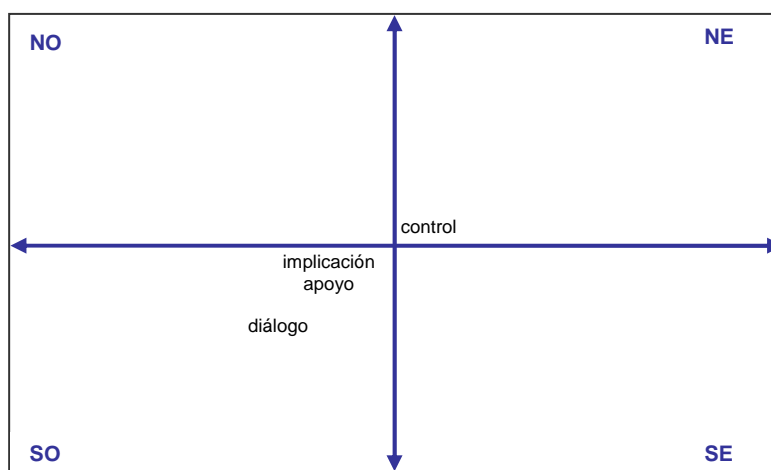 NO
NE
control
implicación
apoyo
diálogo
SO
SE